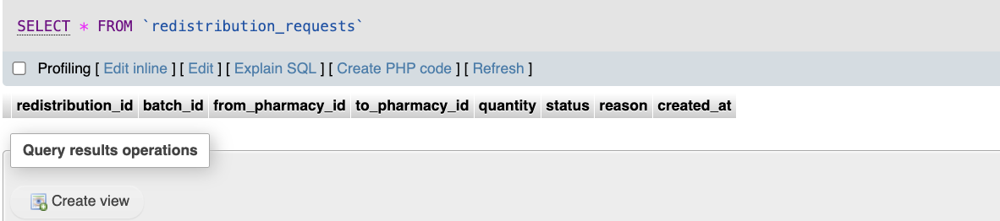 SELECT * FROM `redistribution_requests`
Profiling [ Edit inline ] [ Edit ] [ Explain SQL ] [ Create PHP code ] [ Refresh ]
redistribution_id batch_id from_pharmacy_id to_pharmacy_id quantity status reason created_at
Query results operations
Create view